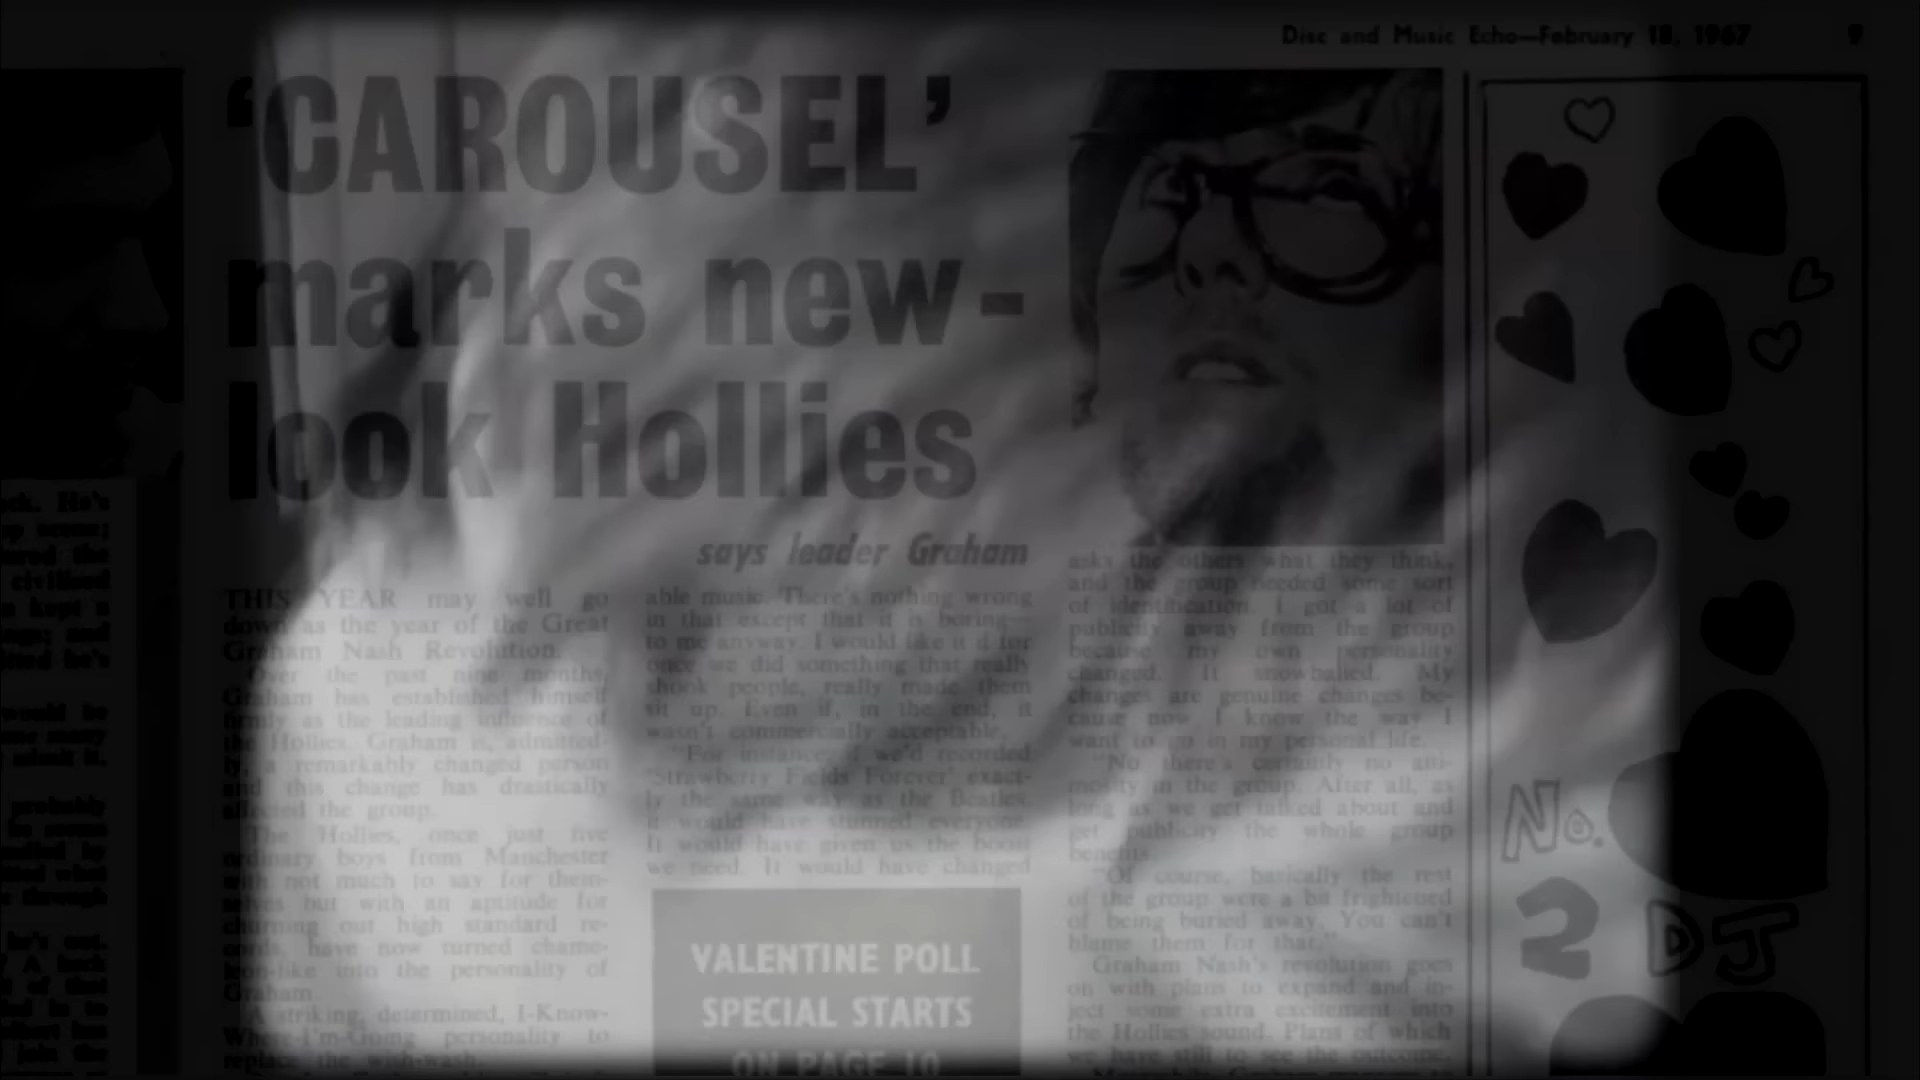 Disc and Music Echo—February 18, 1967 9
'CAROUSEL'
marks new-
look Hollies
says leader Graham
THIS YEAR may well go
down as the year of the Great
Graham Nash Revolution.
Over the past nine months,
Graham has established himself
firmly as the leading influence of
the Hollies. Graham is, admitted-
ly, a remarkably changed person
and this change has drastically
affected the group.
The Hollies, once just five
ordinary boys from Manchester
with not much to say for them-
selves but with an aptitude for
churning out high standard re-
cords, have now turned chame-
leon-like into the personality of
Graham.
A striking, determined, I-Know-
Where-I'm-Going personality to
replace the wish-wash.
able music. There's nothing wrong
in that except that it is boring—
to me anyway. I would like it if for
once we did something that really
shook people, really made them
sit up. Even if, in the end, it
wasn't commercially acceptable.
"For instance, if we'd recorded
'Strawberry Fields Forever' exact-
ly the same way as the Beatles
it would have stunned everyone.
It would have given us the boost
we need. It would have changed
VALENTINE POLL
SPECIAL STARTS
ON PAGE 10
asks the others what they think,
and the group needed some sort
of identification. I got a lot of
publicity away from the group
because my own personality
changed. It snowballed. My
changes are genuine changes be-
cause now I know the way I
want to go in my personal life.
"No there's certainly no ani-
mosity in the group. After all, as
long as we get talked about and
get publicity the whole group
benefits.
"Of course, basically the rest
of the group were a bit frightened
of being buried away. You can't
blame them for that."
Graham Nash's revolution goes
on with plans to expand and in-
ject some extra excitement into
the Hollies sound. Plans of which
we have still to see the outcome.
No.
2 DJ
He's
scene;
the
civilised
kept a
and
he's
would to
admit it.
probably
through